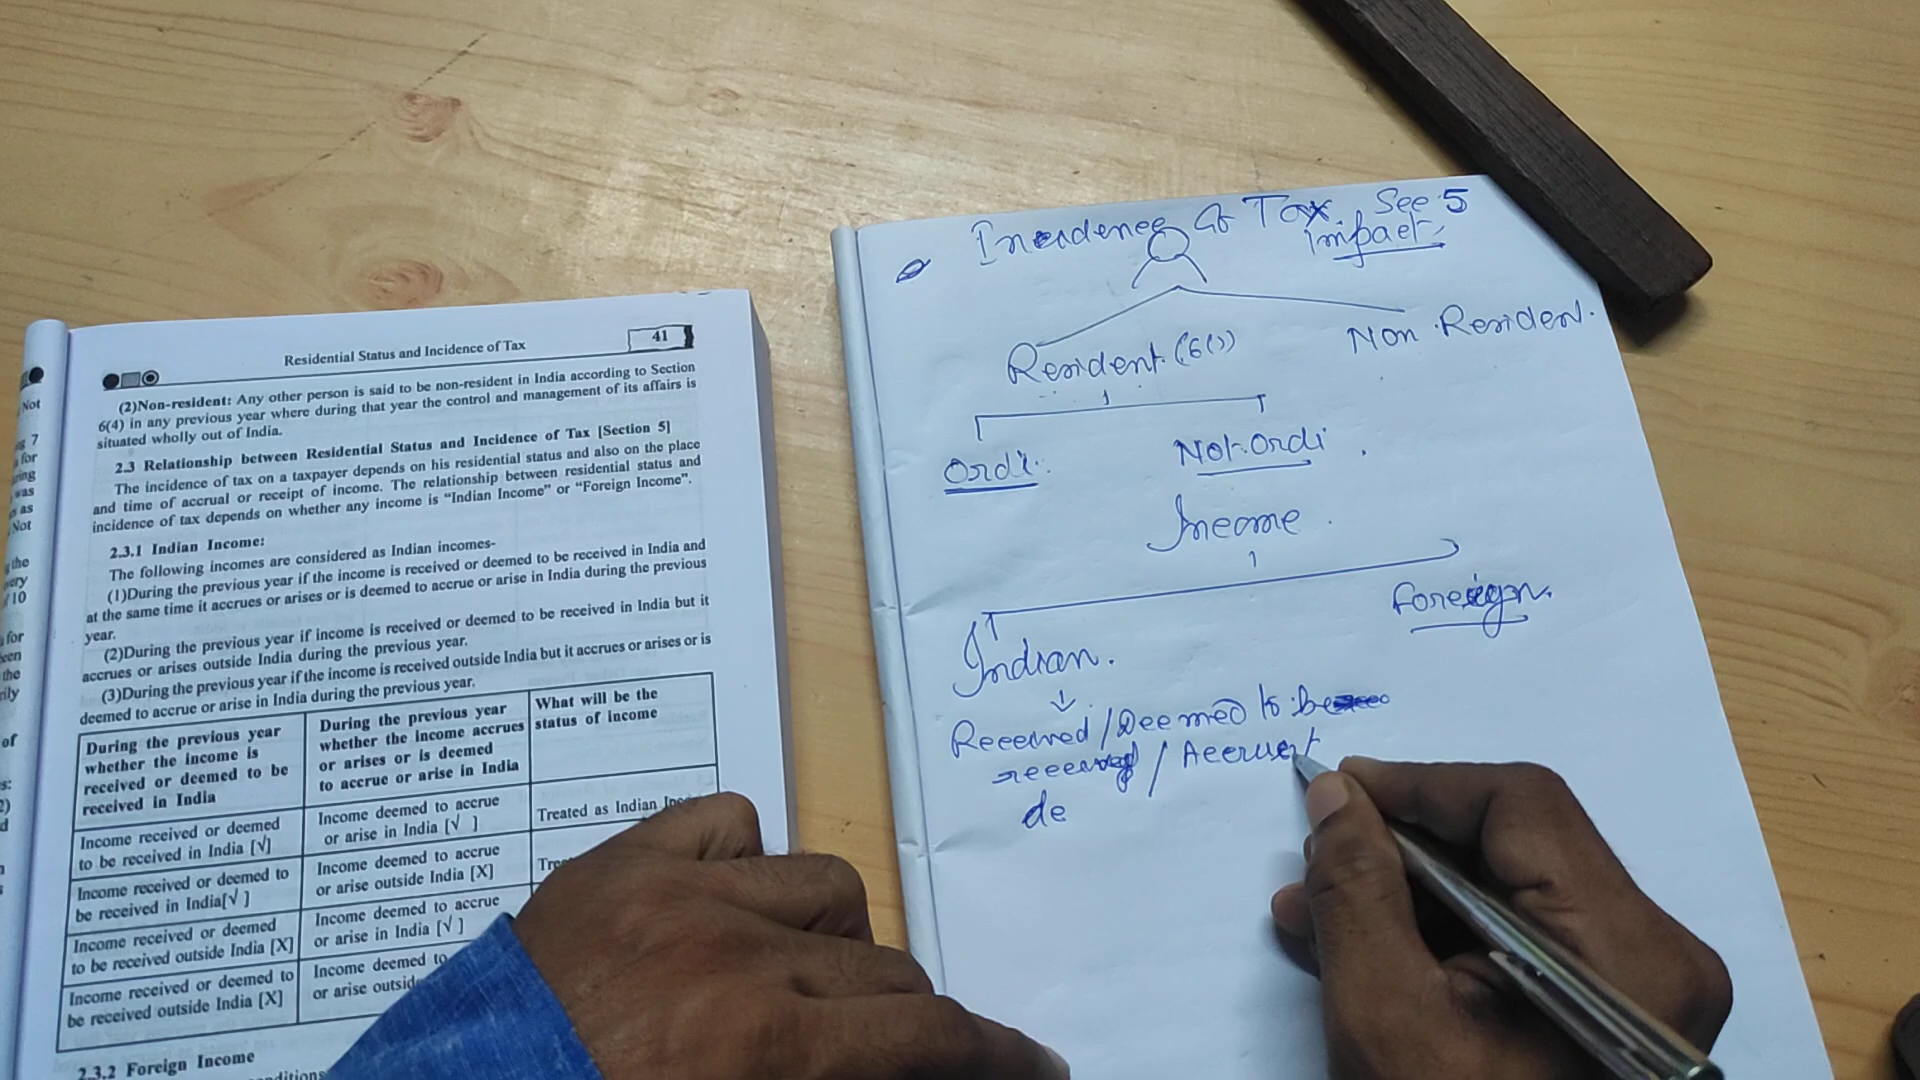 Not
7
for
ring
was
as
Not
the
very
10
for
been
the
rily
of
s:
2)
d
Residential Status and Incidence of Tax
41
(2)Non-resident: Any other person is said to be non-resident in India according to Section
6(4) in any previous year where during that year the control and management of its affairs is
situated wholly out of India.
2.3 Relationship between Residential Status and Incidence of Tax [Section 5]
The incidence of tax on a taxpayer depends on his residential status and also on the place
and time of accrual or receipt of income. The relationship between residential status and
incidence of tax depends on whether any income is “Indian Income” or “Foreign Income”.
2.3.1 Indian Income:
The following incomes are considered as Indian incomes-
(1)During the previous year if the income is received or deemed to be received in India and
at the same time it accrues or arises or is deemed to accrue or arise in India during the previous
year.
(2)During the previous year if income is received or deemed to be received in India but it
accrues or arises outside India during the previous year.
(3)During the previous year if the income is received outside India but it accrues or arises or is
deemed to accrue or arise in India during the previous year.
During the previous year
whether the income is
received or deemed to be
received in India
During the previous year
whether the income accrues
or arises or is deemed
to accrue or arise in India
What will be the
status of income
Income received or deemed
to be received in India [√]
Income deemed to accrue
or arise in India [√ ]
Treated as Indian
Income received or deemed to
be received in India[√ ]
Income deemed to accrue
or arise outside India [X]
Income received or deemed
to be received outside India [X]
Income deemed to accrue
or arise in India [√ ]
Income received or deemed to
be received outside India [X]
Income deemed to
or arise
2.3.2 Foreign Income
Incidence of Tax. Sec 5
Impact
Resident (6(1))
Non Resident.
Ordi.
Not-Ordi
Income
Indian.
Foreign.
Received / Deemed to be
received / Accrue
de